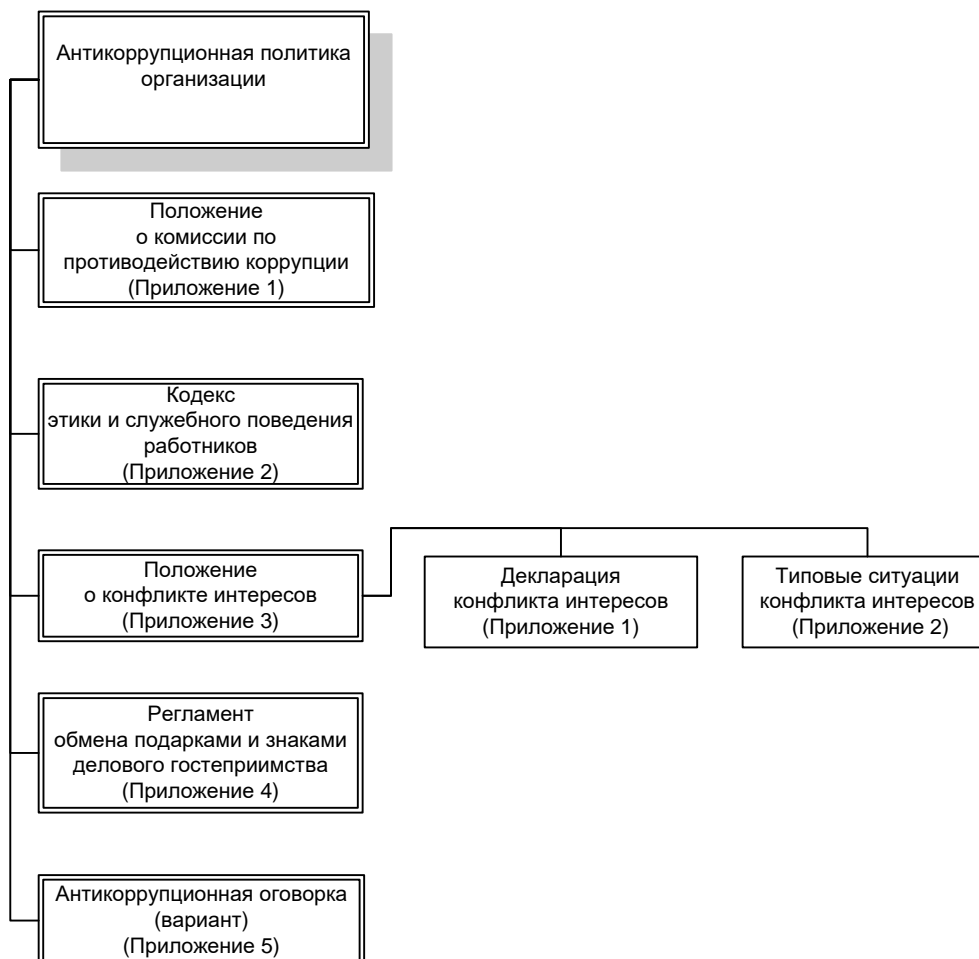 Антикоррупционная политика
организации
Положение
о комиссии по
противодействию коррупции
(Приложение 1)
Кодекс
этики и служебного поведения
работников
(Приложение 2)
Положение
о конфликте интересов
(Приложение 3)
Декларация
конфликта интересов
(Приложение 1)
Типовые ситуации
конфликта интересов
(Приложение 2)
Регламент
обмена подарками и знаками
делового гостеприимства
(Приложение 4)
Антикоррупционная оговорка
(вариант)
(Приложение 5)